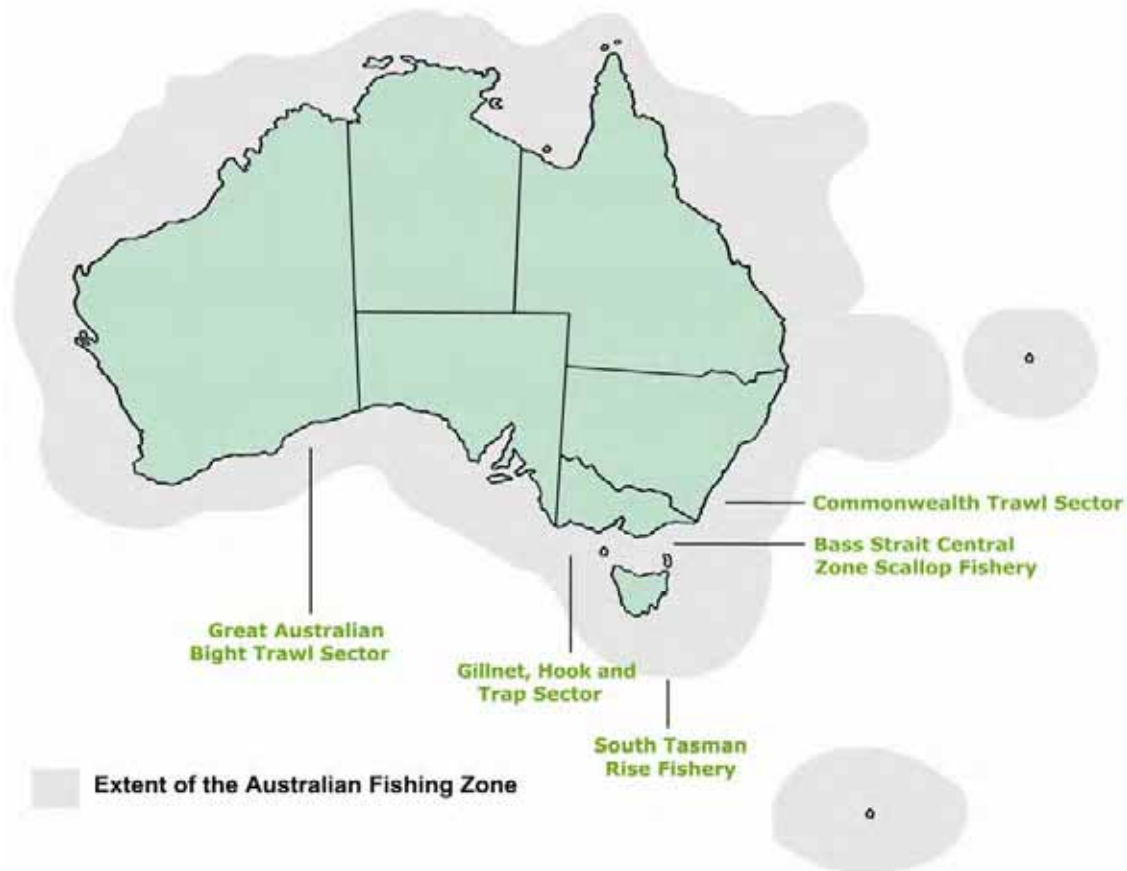 Commonwealth Trawl Sector
Bass Strait Central
Zone Scallop Fishery
Great Australian
Bight Trawl Sector
Gillnet, Hook and
Trap Sector
South Tasman
Rise Fishery
Extent of the Australian Fishing Zone